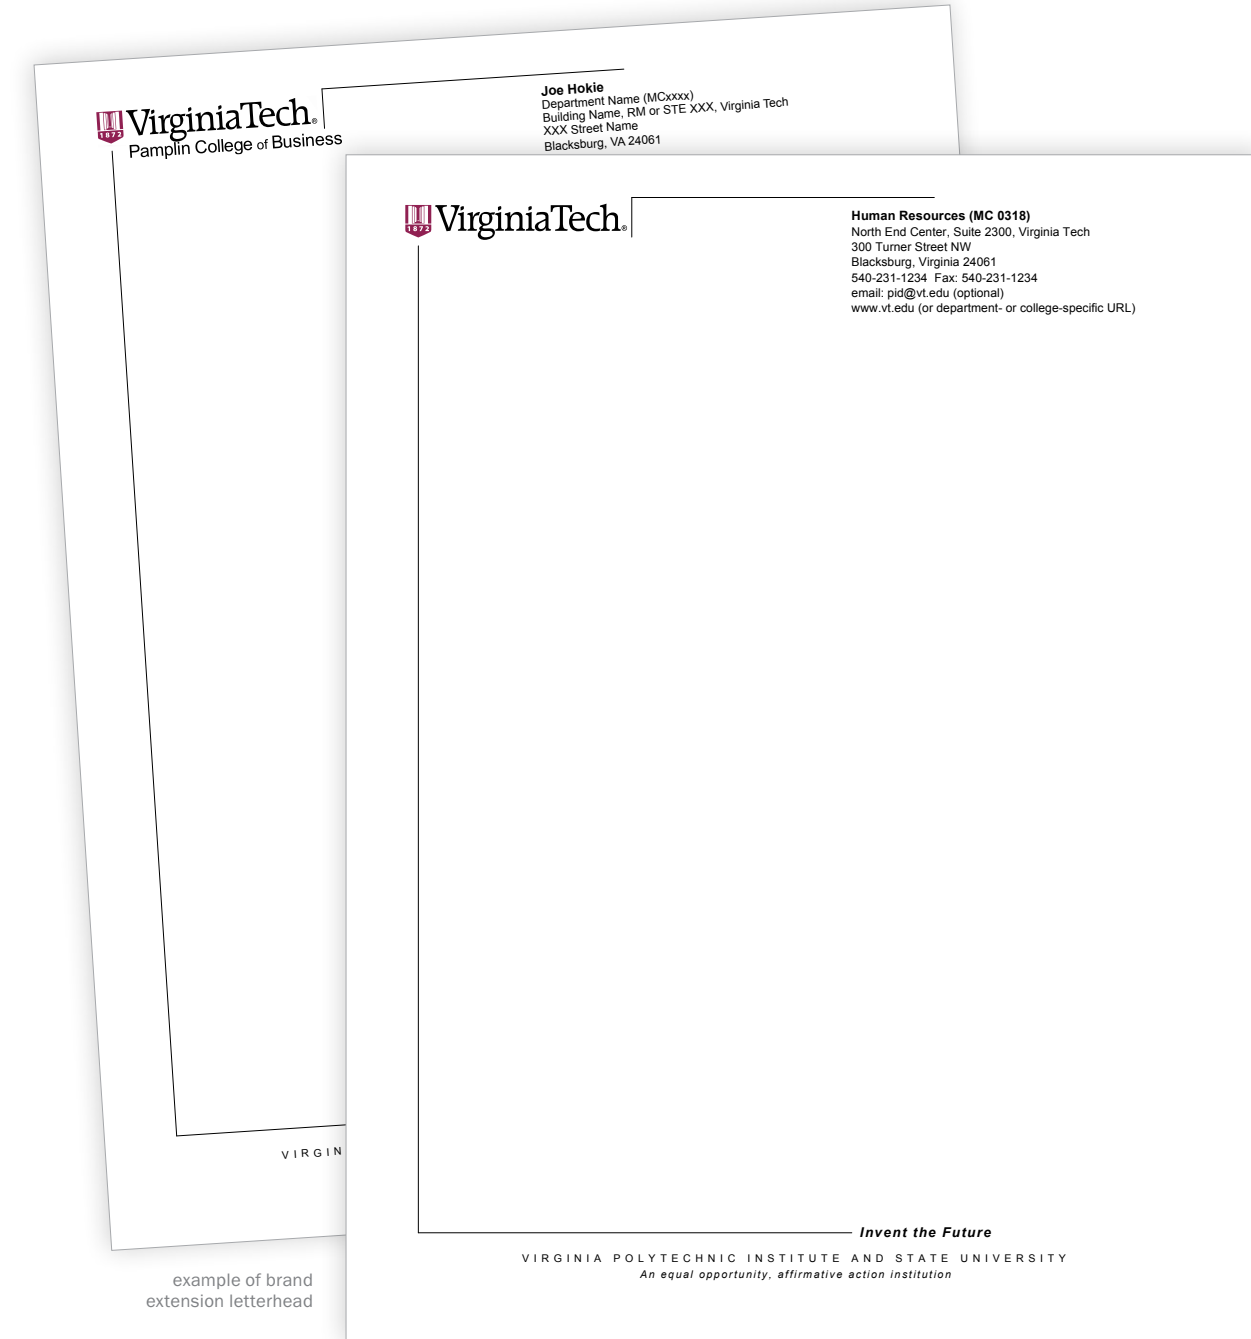 1872
VirginiaTech®
Pamplin College of Business
Joe Hokie
Department Name (MCxxxx)
Building Name, RM or STE XXX, Virginia Tech
XXX Street Name
Blacksburg, VA 24061
1872
VirginiaTech®
Human Resources (MC 0318)
North End Center, Suite 2300, Virginia Tech
300 Turner Street NW
Blacksburg, Virginia 24061
540-231-1234 Fax: 540-231-1234
email: pid@vt.edu (optional)
www.vt.edu (or department- or college-specific URL)
VIRGIN
Invent the Future
VIRGINIA POLYTECHNIC INSTITUTE AND STATE UNIVERSITY
An equal opportunity, affirmative action institution
example of brand
extension letterhead